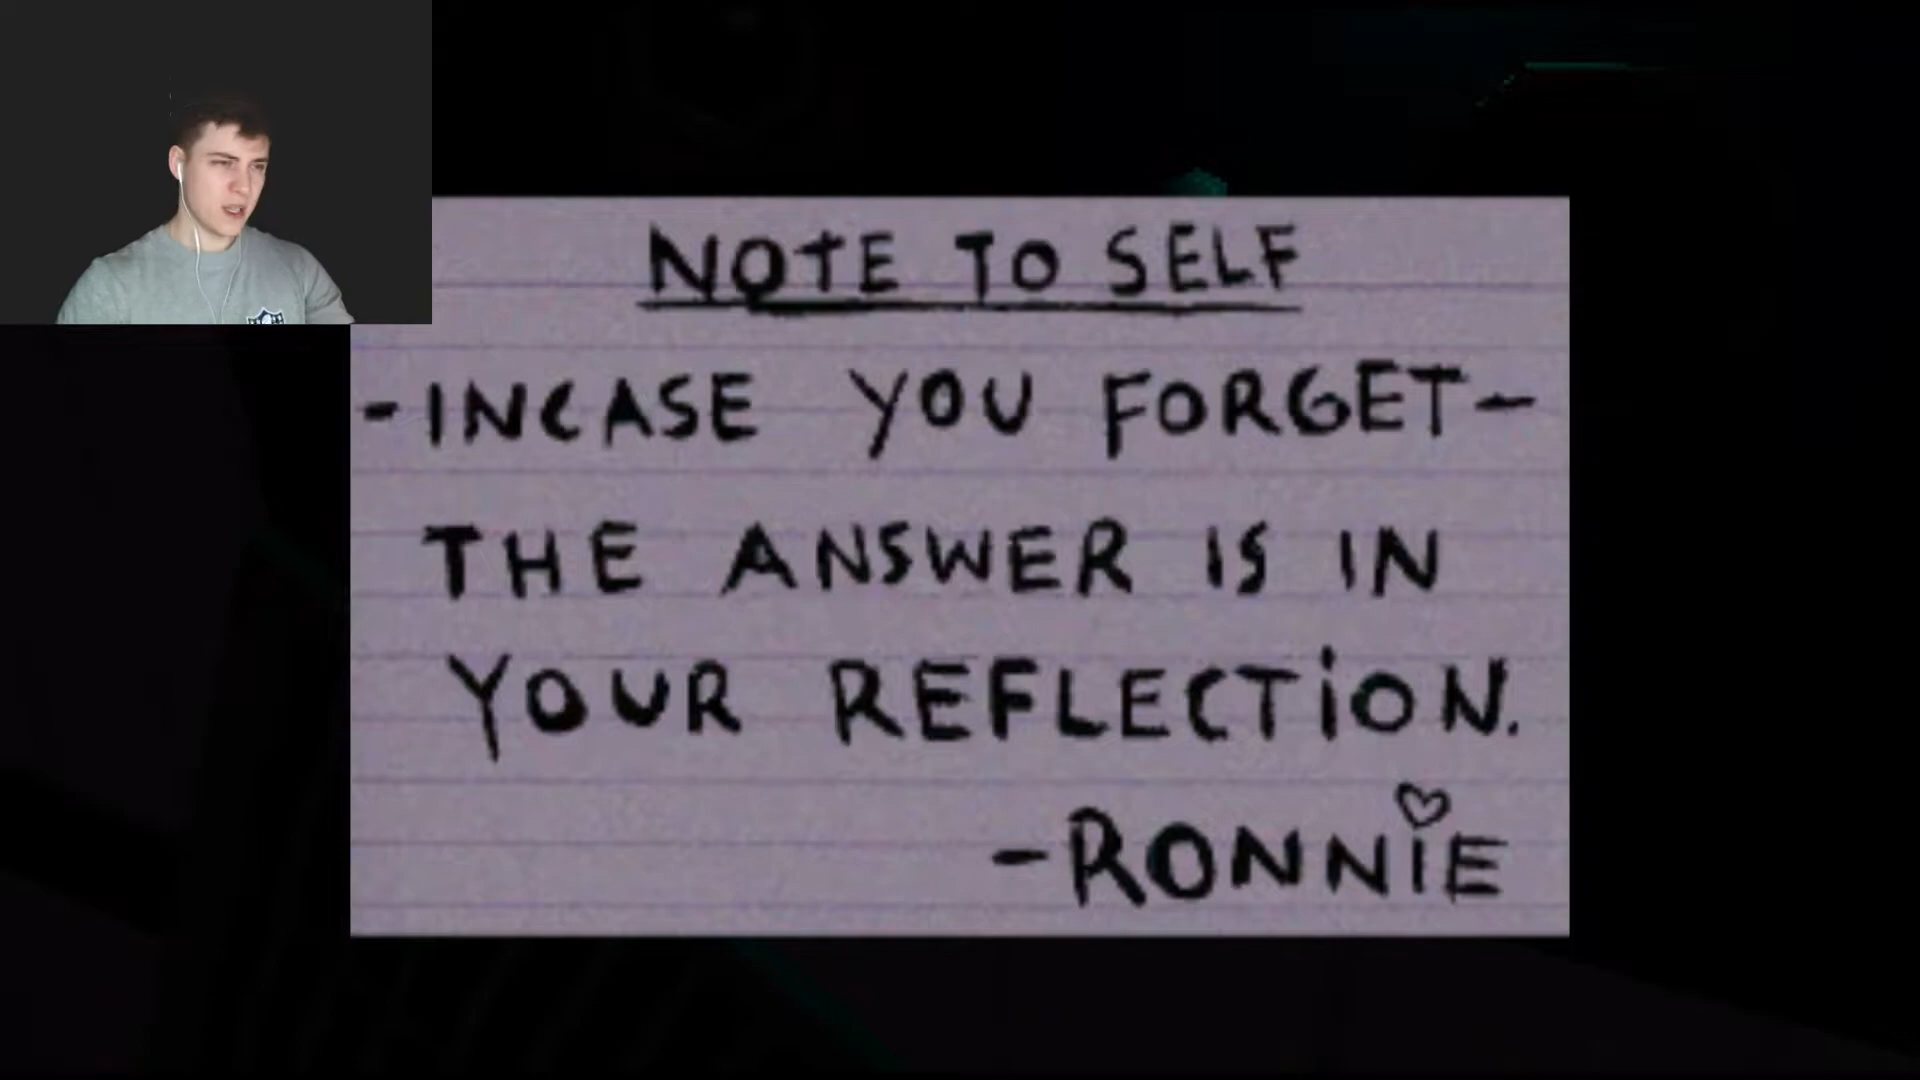 NOTE TO SELF
-INCASE YOU FORGET-
THE ANSWER IS IN
YOUR REFLECTION.
-RONNIE